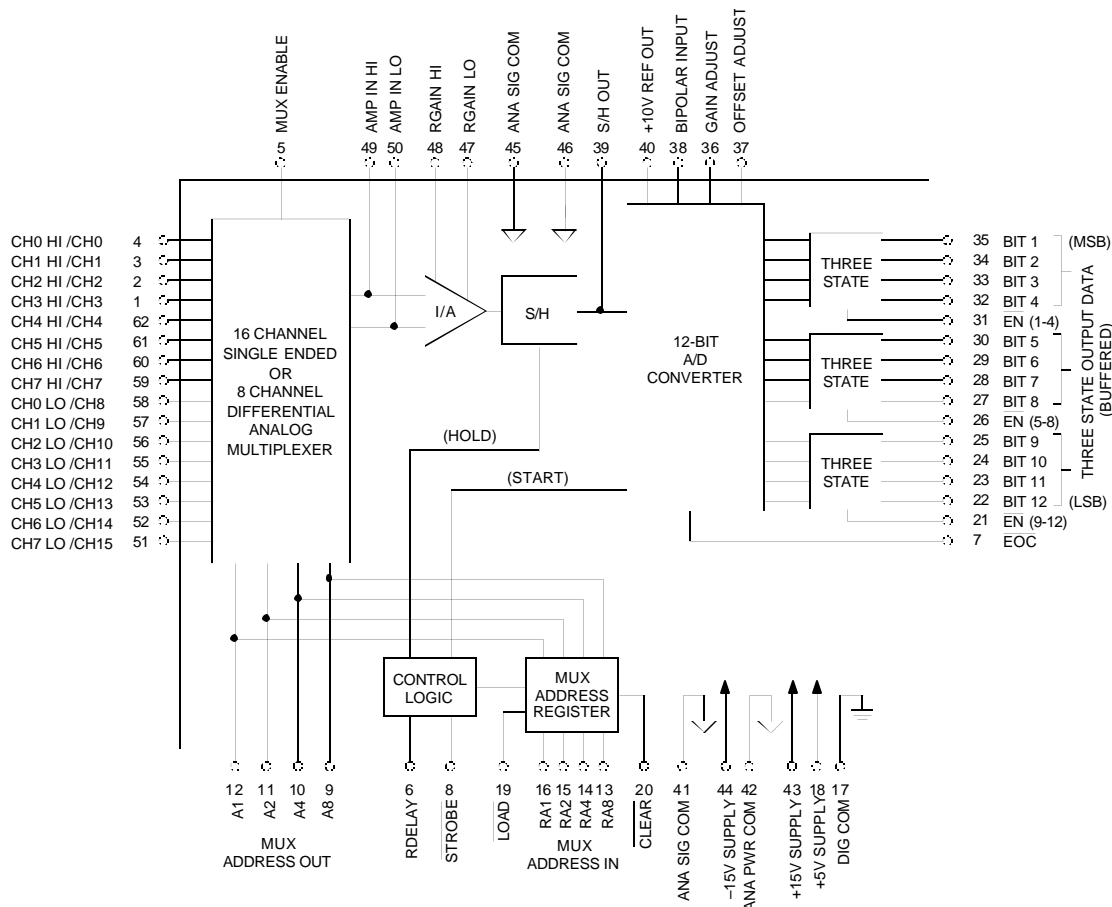 MUX ENABLE
AMP IN HI
AMP IN LO
RGAIN HI
RGAIN LO
ANA SIG COM
ANA SIG COM
S/H OUT
+10V REF OUT
BIPOLAR INPUT
GAIN ADJUST
OFFSET ADJUST
5 49 50 48 47 45 46 39 40 38 36 37
CH0 HI /CH0 4
CH1 HI /CH1 3
CH2 HI /CH2 2
CH3 HI /CH3 1
CH4 HI /CH4 62
CH5 HI /CH5 61
CH6 HI /CH6 60
CH7 HI /CH7 59
CH0 LO /CH8 58
CH1 LO /CH9 57
CH2 LO /CH10 56
CH3 LO /CH11 55
CH4 LO /CH12 54
CH5 LO /CH13 53
CH6 LO /CH14 52
CH7 LO /CH15 51
16 CHANNEL
SINGLE ENDED
OR
8 CHANNEL
DIFFERENTIAL
ANALOG
MULTIPLEXER
I/A
S/H
12-BIT
A/D
CONVERTER
THREE
STATE
THREE
STATE
THREE
STATE
35 BIT 1 (MSB)
34 BIT 2
33 BIT 3
32 BIT 4
31 EN (1-4)
30 BIT 5
29 BIT 6
28 BIT 7
27 BIT 8
26 EN (5-8)
25 BIT 9
24 BIT 10
23 BIT 11
22 BIT 12 (LSB)
21 EN (9-12)
7 EOC
THREE STATE OUTPUT DATA
(BUFFERED)
(HOLD)
(START)
CONTROL
LOGIC
MUX
ADDRESS
REGISTER
12 11 10 9 6 8 19 16 15 14 13 20 41 44 42 43 18 17
A1
A2
A4
A8
MUX
ADDRESS OUT
RDELAY
STROBE
LOAD
RA1
RA2
RA4
RA8
MUX
ADDRESS IN
CLEAR
ANA SIG COM
–15V SUPPLY
ANA PWR COM
+15V SUPPLY
+5V SUPPLY
DIG COM